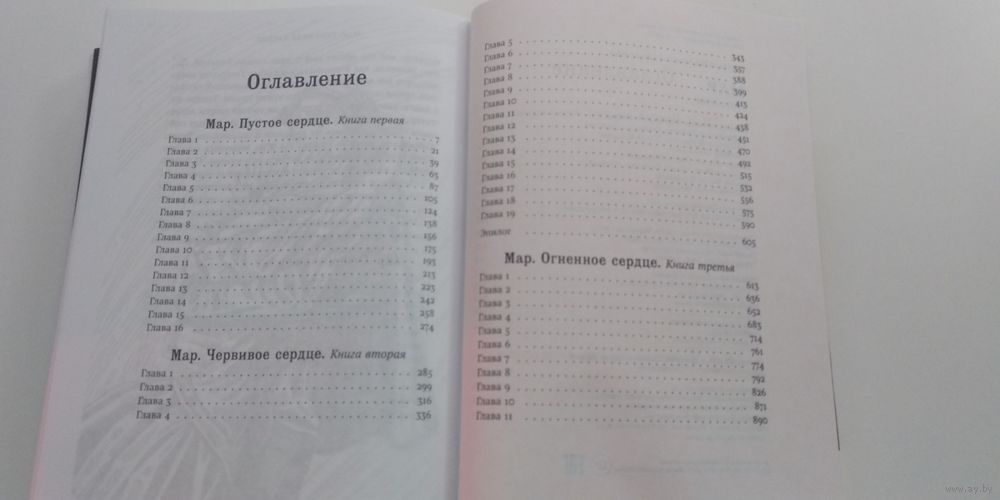 Оглавление
Мар. Пустое сердце. Книга первая
Глава 1 . . . 7
Глава 2 . . . 21
Глава 3 . . . 39
Глава 4 . . . 63
Глава 5 . . . 87
Глава 6 . . . 105
Глава 7 . . . 124
Глава 8 . . . 138
Глава 9 . . . 156
Глава 10 . . . 175
Глава 11 . . . 193
Глава 12 . . . 213
Глава 13 . . . 223
Глава 14 . . . 242
Глава 15 . . . 258
Глава 16 . . . 274
Мар. Червивое сердце. Книга вторая
Глава 1 . . . 285
Глава 2 . . . 299
Глава 3 . . . 316
Глава 4 . . . 336
Глава 5 . . . 343
Глава 6 . . . 357
Глава 7 . . . 388
Глава 8 . . . 399
Глава 9 . . . 413
Глава 10 . . . 424
Глава 11 . . . 438
Глава 12 . . . 451
Глава 13 . . . 470
Глава 14 . . . 492
Глава 15 . . . 515
Глава 16 . . . 532
Глава 17 . . . 556
Глава 18 . . . 575
Глава 19 . . . 590
Эпилог . . . 605
Мар. Огненное сердце. Книга третья
Глава 1 . . . 613
Глава 2 . . . 636
Глава 3 . . . 652
Глава 4 . . . 683
Глава 5 . . . 714
Глава 6 . . . 761
Глава 7 . . . 774
Глава 8 . . . 792
Глава 9 . . . 826
Глава 10 . . . 871
Глава 11 . . . 890
www.ay.by